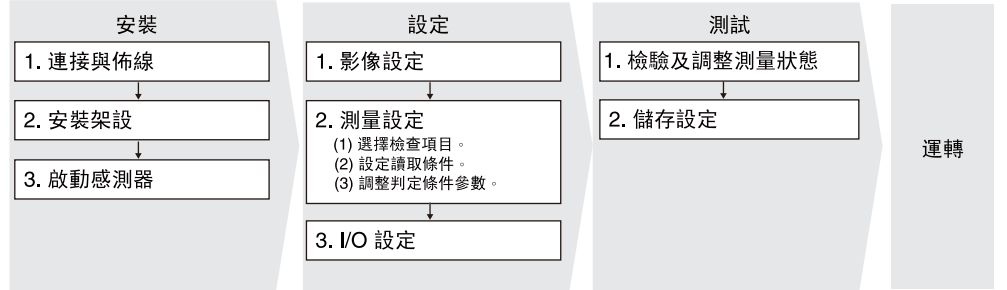 安裝
1. 連接與佈線
2. 安裝架設
3. 啟動感測器
設定
1. 影像設定
2. 測量設定
(1) 選擇檢查項目。
(2) 設定讀取條件。
(3) 調整判定條件參數。
3. I/O 設定
測試
1. 檢驗及調整測量狀態
2. 儲存設定
運轉